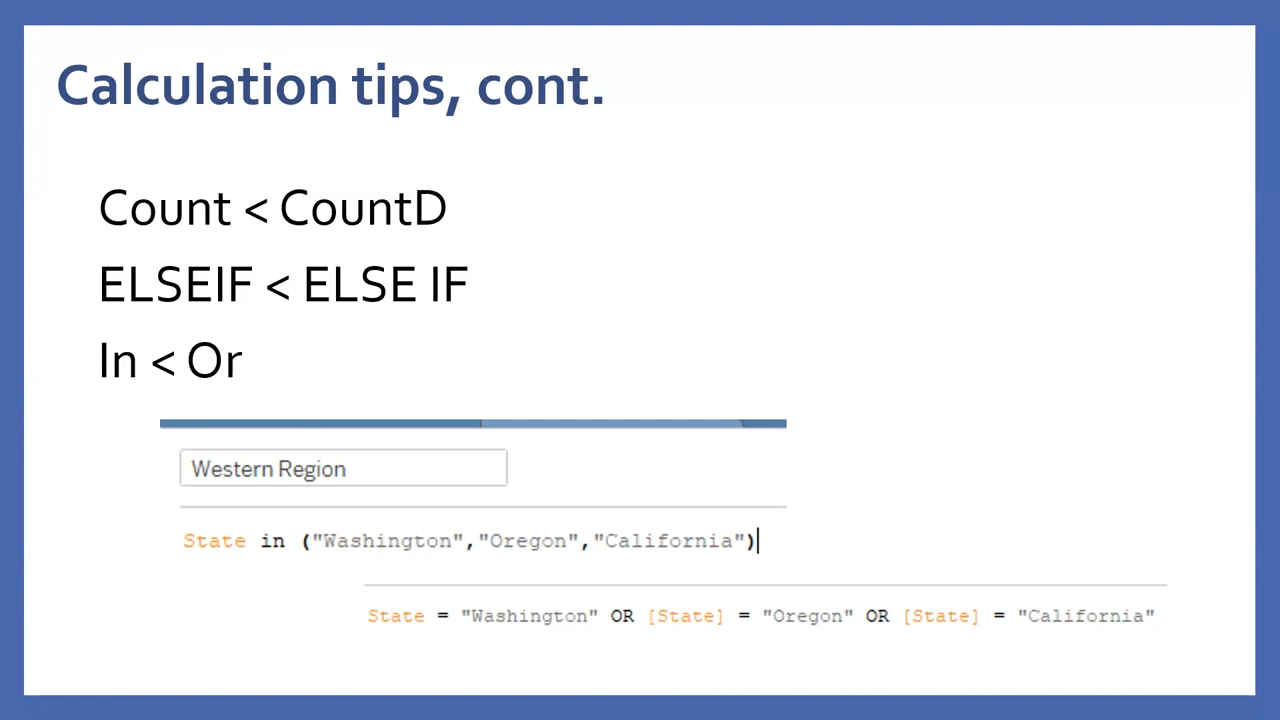 Calculation tips, cont.
Count < CountD
ELSEIF < ELSE IF
In < Or
Western Region
State in ("Washington","Oregon","California")
State = "Washington" OR [State] = "Oregon" OR [State] = "California"